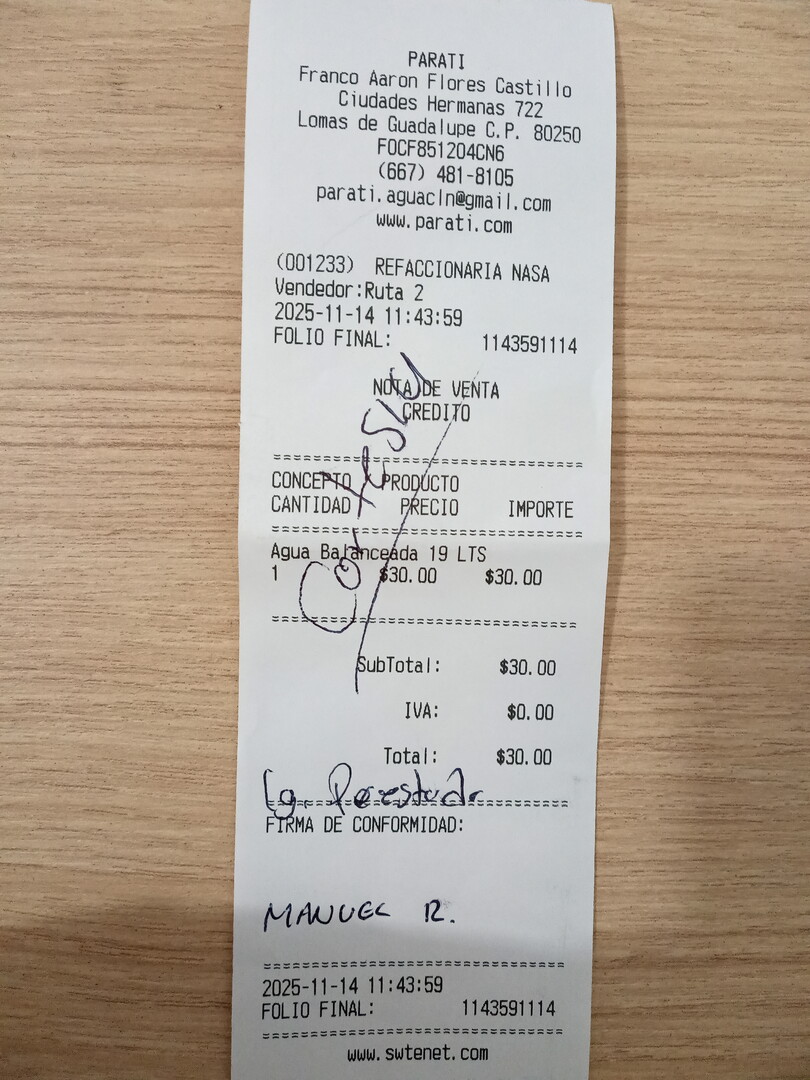 PARATI
Franco Aaron Flores Castillo
Ciudades Hermanas 722
Lomas de Guadalupe C.P. 80250
FOCF851204CN6
(667) 481-8105
parati.aguacln@gmail.com
www.parati.com
(001233) REFACCIONARIA NASA
Vendedor:Ruta 2
2025-11-14 11:43:59
FOLIO FINAL: 1143591114
NOTA DE VENTA
CREDITO
Cortesia
CONCEPTO / PRODUCTO
CANTIDAD PRECIO IMPORTE
Agua Balanceada 19 LTS
1 $30.00 $30.00
SubTotal: $30.00
IVA: $0.00
Total: $30.00
FIRMA DE CONFORMIDAD:
MANUEL R.
2025-11-14 11:43:59
FOLIO FINAL: 1143591114
www.swtenet.com